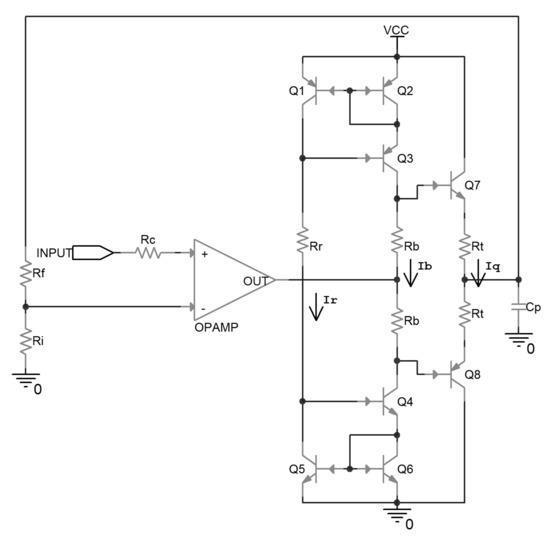 VCC
Q1
Q2
Q3
Q7
INPUT
Rc
Rr
Rb
Rt
Rf
+
OUT
Ib
Iq
-
OPAMP
Ir
Rb
Rt
Cp
Ri
0
0
Q8
Q4
Q5
Q6
0